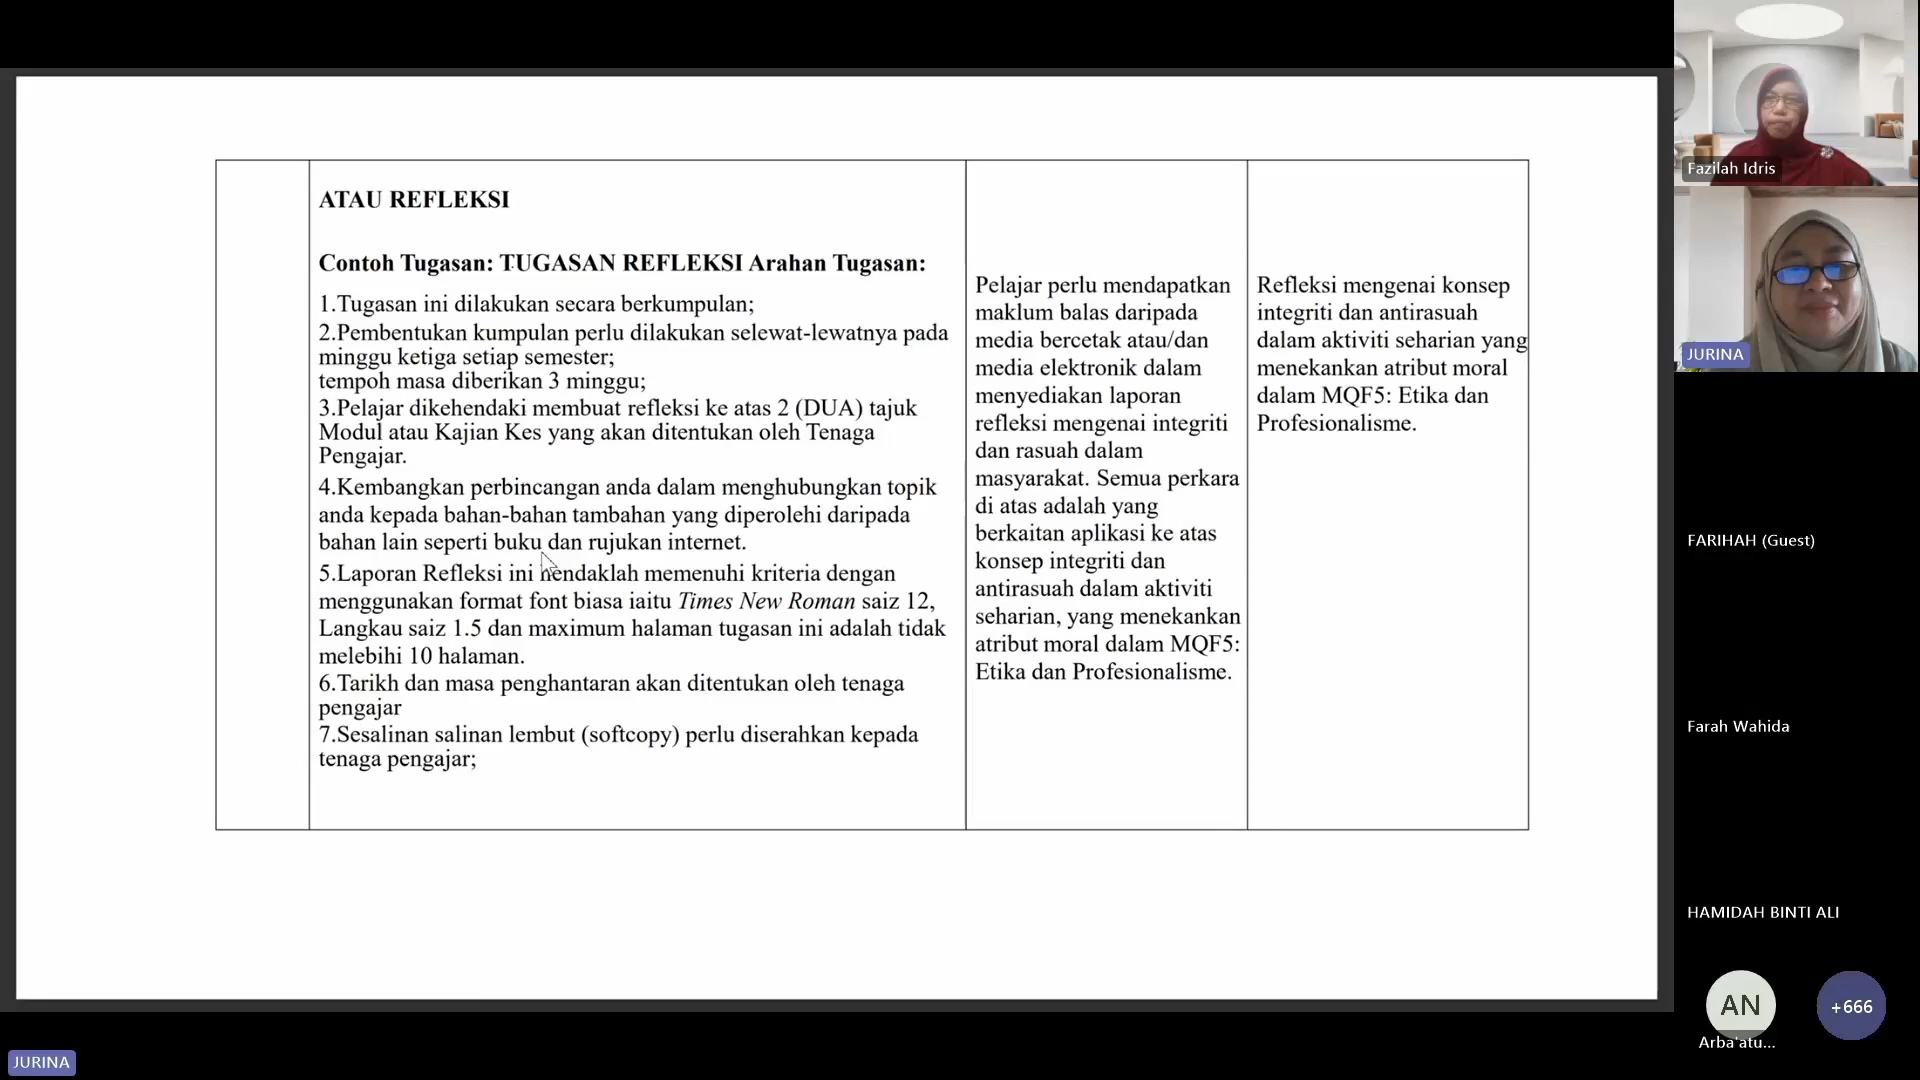 ATAU REFLEKSI
Contoh Tugasan: TUGASAN REFLEKSI Arahan Tugasan:
1.Tugasan ini dilakukan secara berkumpulan;
2.Pembentukan kumpulan perlu dilakukan selewat-lewatnya pada
minggu ketiga setiap semester;
tempoh masa diberikan 3 minggu;
3.Pelajar dikehendaki membuat refleksi ke atas 2 (DUA) tajuk
Modul atau Kajian Kes yang akan ditentukan oleh Tenaga
Pengajar.
4.Kembangkan perbincangan anda dalam menghubungkan topik
anda kepada bahan-bahan tambahan yang diperolehi daripada
bahan lain seperti buku dan rujukan internet.
5.Laporan Refleksi ini hendaklah memenuhi kriteria dengan
menggunakan format font biasa iaitu Times New Roman saiz 12,
Langkau saiz 1.5 dan maximum halaman tugasan ini adalah tidak
melebihi 10 halaman.
6.Tarikh dan masa penghantaran akan ditentukan oleh tenaga
pengajar
7.Sesalinan salinan lembut (softcopy) perlu diserahkan kepada
tenaga pengajar;
Pelajar perlu mendapatkan
maklum balas daripada
media bercetak atau/dan
media elektronik dalam
menyediakan laporan
refleksi mengenai integriti
dan rasuah dalam
masyarakat. Semua perkara
di atas adalah yang
berkaitan aplikasi ke atas
konsep integriti dan
antirasuah dalam aktiviti
seharian, yang menekankan
atribut moral dalam MQF5:
Etika dan Profesionalisme.
Refleksi mengenai konsep
integriti dan antirasuah
dalam aktiviti seharian yang
menekankan atribut moral
dalam MQF5: Etika dan
Profesionalisme.
Fazilah Idris
JURINA
FARIHAH (Guest)
Farah Wahida
HAMIDAH BINTI ALI
AN
+666
Arba'atu...
JURINA